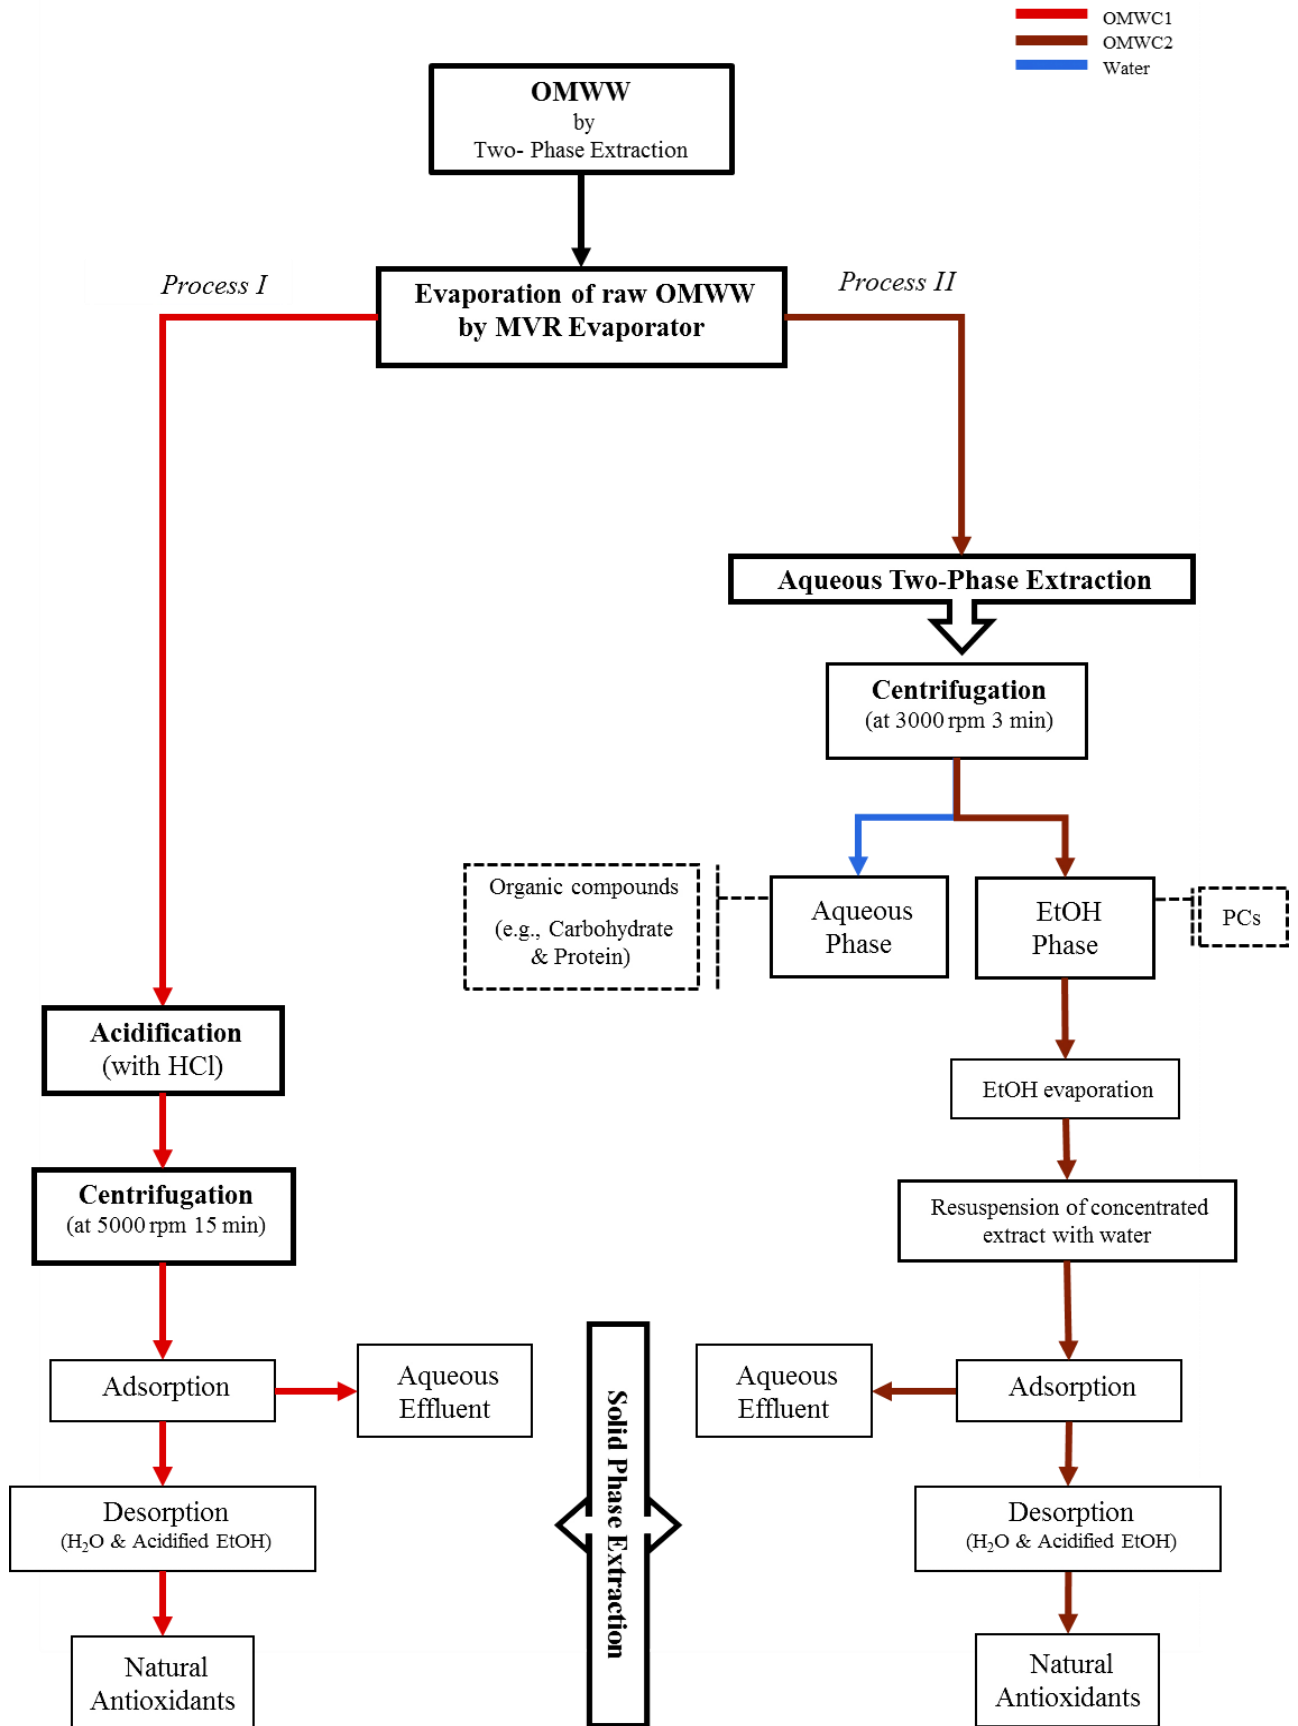 OMWC1
OMWC2
Water
OMWW
by
Two- Phase Extraction
Process I
Evaporation of raw OMWW
by MVR Evaporator
Process II
Aqueous Two-Phase Extraction
Centrifugation
(at 3000 rpm 3 min)
Organic compounds
(e.g., Carbohydrate
& Protein)
Aqueous
Phase
EtOH
Phase
PCs
Acidification
(with HCl)
EtOH evaporation
Centrifugation
(at 5000 rpm 15 min)
Resuspension of concentrated
extract with water
Adsorption
Aqueous
Effluent
Solid Phase Extraction
Aqueous
Effluent
Adsorption
Desorption
(H₂O & Acidified EtOH)
Desorption
(H₂O & Acidified EtOH)
Natural
Antioxidants
Natural
Antioxidants